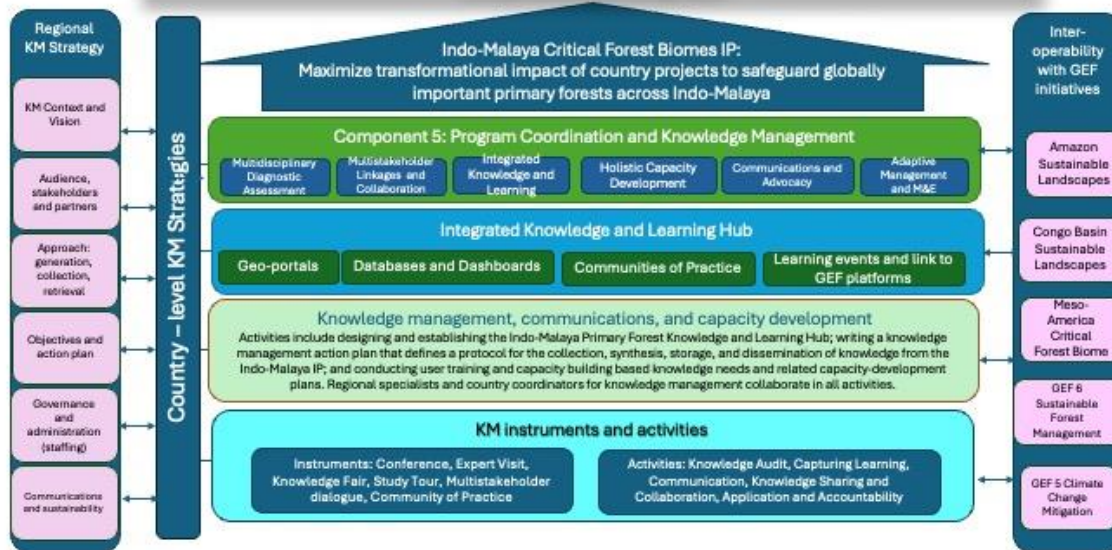 Regional
KM Strategy
KM Context and
Vision
Audience,
stakeholders
and partners
Approach:
generation,
collection,
retrieval
Objectives and
action plan
Governance
and
administration
(staffing)
Communications
and sustainability
Country – level KM Strategies
Indo-Malaya Critical Forest Biomes IP:
Maximize transformational impact of country projects to safeguard globally
important primary forests across Indo-Malaya
Component 5: Program Coordination and Knowledge Management
Multidisciplinary
Diagnostic
Assessment
Multistakeholder
Linkages and
Collaboration
Integrated
Knowledge and
Learning
Holistic Capacity
Development
Communications and
Advocacy
Adaptive
Management
and M&E
Integrated Knowledge and Learning Hub
Geo-portals
Databases and Dashboards
Communities of Practice
Learning events and link to
GEF platforms
Knowledge management, communications, and capacity development
Activities include designing and establishing the Indo-Malaya Primary Forest Knowledge and Learning Hub; writing a knowledge
management action plan that defines a protocol for the collection, synthesis, storage, and dissemination of knowledge from the
Indo-Malaya IP; and conducting user training and capacity building based knowledge needs and related capacity-development
plans. Regional specialists and country coordinators for knowledge management collaborate in all activities.
KM instruments and activities
Instruments: Conference, Expert Visit,
Knowledge Fair, Study Tour, Multistakeholder
dialogue, Community of Practice
Activities: Knowledge Audit, Capturing Learning,
Communication, Knowledge Sharing and
Collaboration, Application and Accountability
Inter-
operability
with GEF
initiatives
Amazon
Sustainable
Landscapes
Congo Basin
Sustainable
Landscapes
Meso-
America
Critical
Forest Biome
GEF 6
Sustainable
Forest
Management
GEF 5 Climate
Change
Mitigation